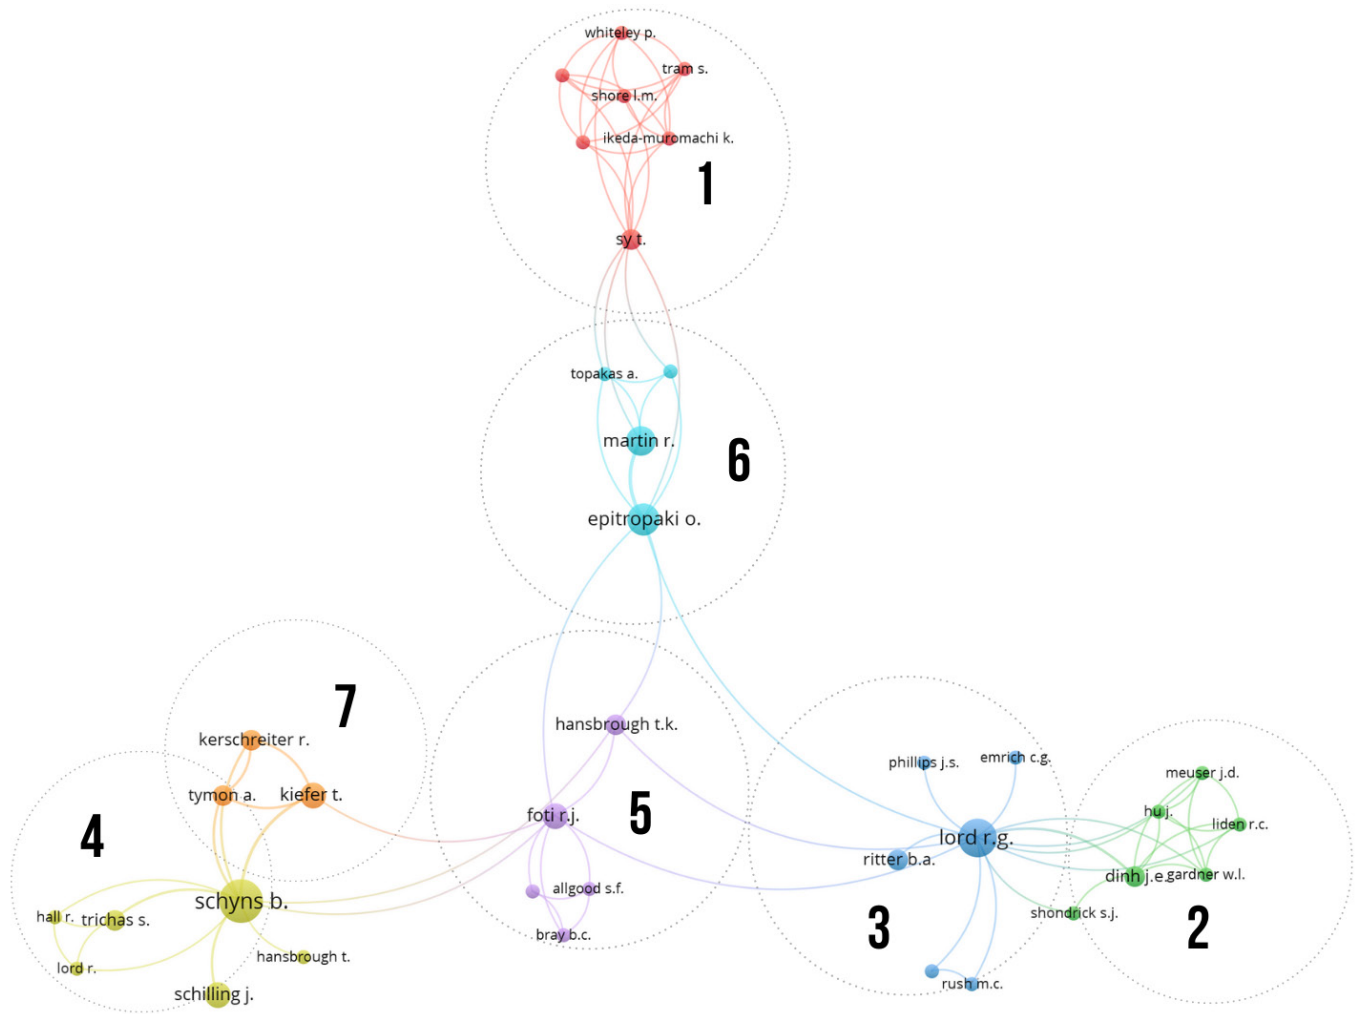 whiteley p.
tram s.
shore l.m.
ikeda-muromachi k.
1
sy t.
topakas a.
martin r.
6
epitropaki o.
7
kerschreiter r.
tymon a.
kiefer t.
4
schyns b.
hall r.
trichas s.
lord r.
hansbrough t.
schilling j.
hansbrough t.k.
foti r.j.
5
allgood s.f.
bray b.c.
phillips j.s.
emrich c.g.
lord r.g.
ritter b.a.
3
rush m.c.
meuser j.d.
hu j.
liden r.c.
dinh j.e.
gardner w.l.
shondrick s.j.
2